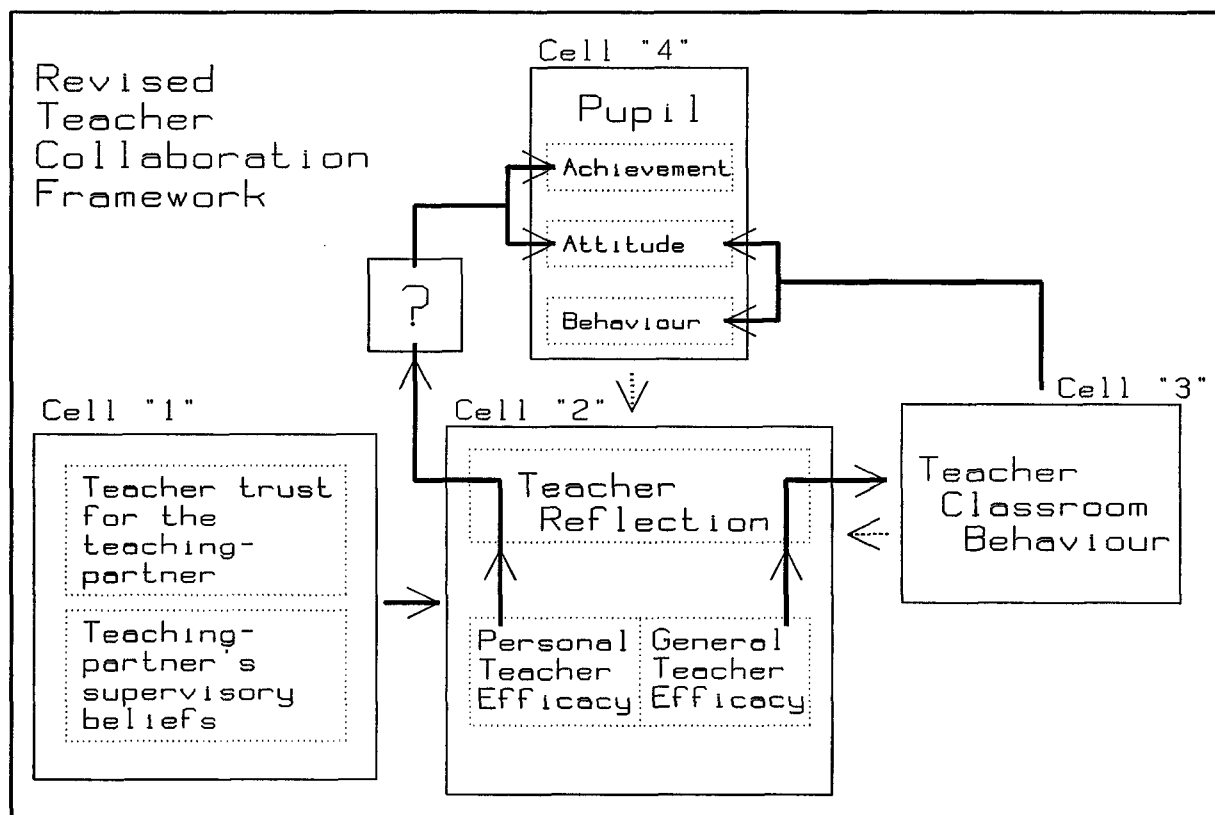 Revised
Teacher
Collaboration
Framework
Cell "4"
Pupil
Achievement
Attitude
Behaviour
?
Cell "1"
Teacher trust
for the
teaching-
partner
Teaching-
partner's
supervisory
beliefs
Cell "2"
Teacher
Reflection
Personal
Teacher
Efficacy
General
Teacher
Efficacy
Cell "3"
Teacher
Classroom
Behaviour